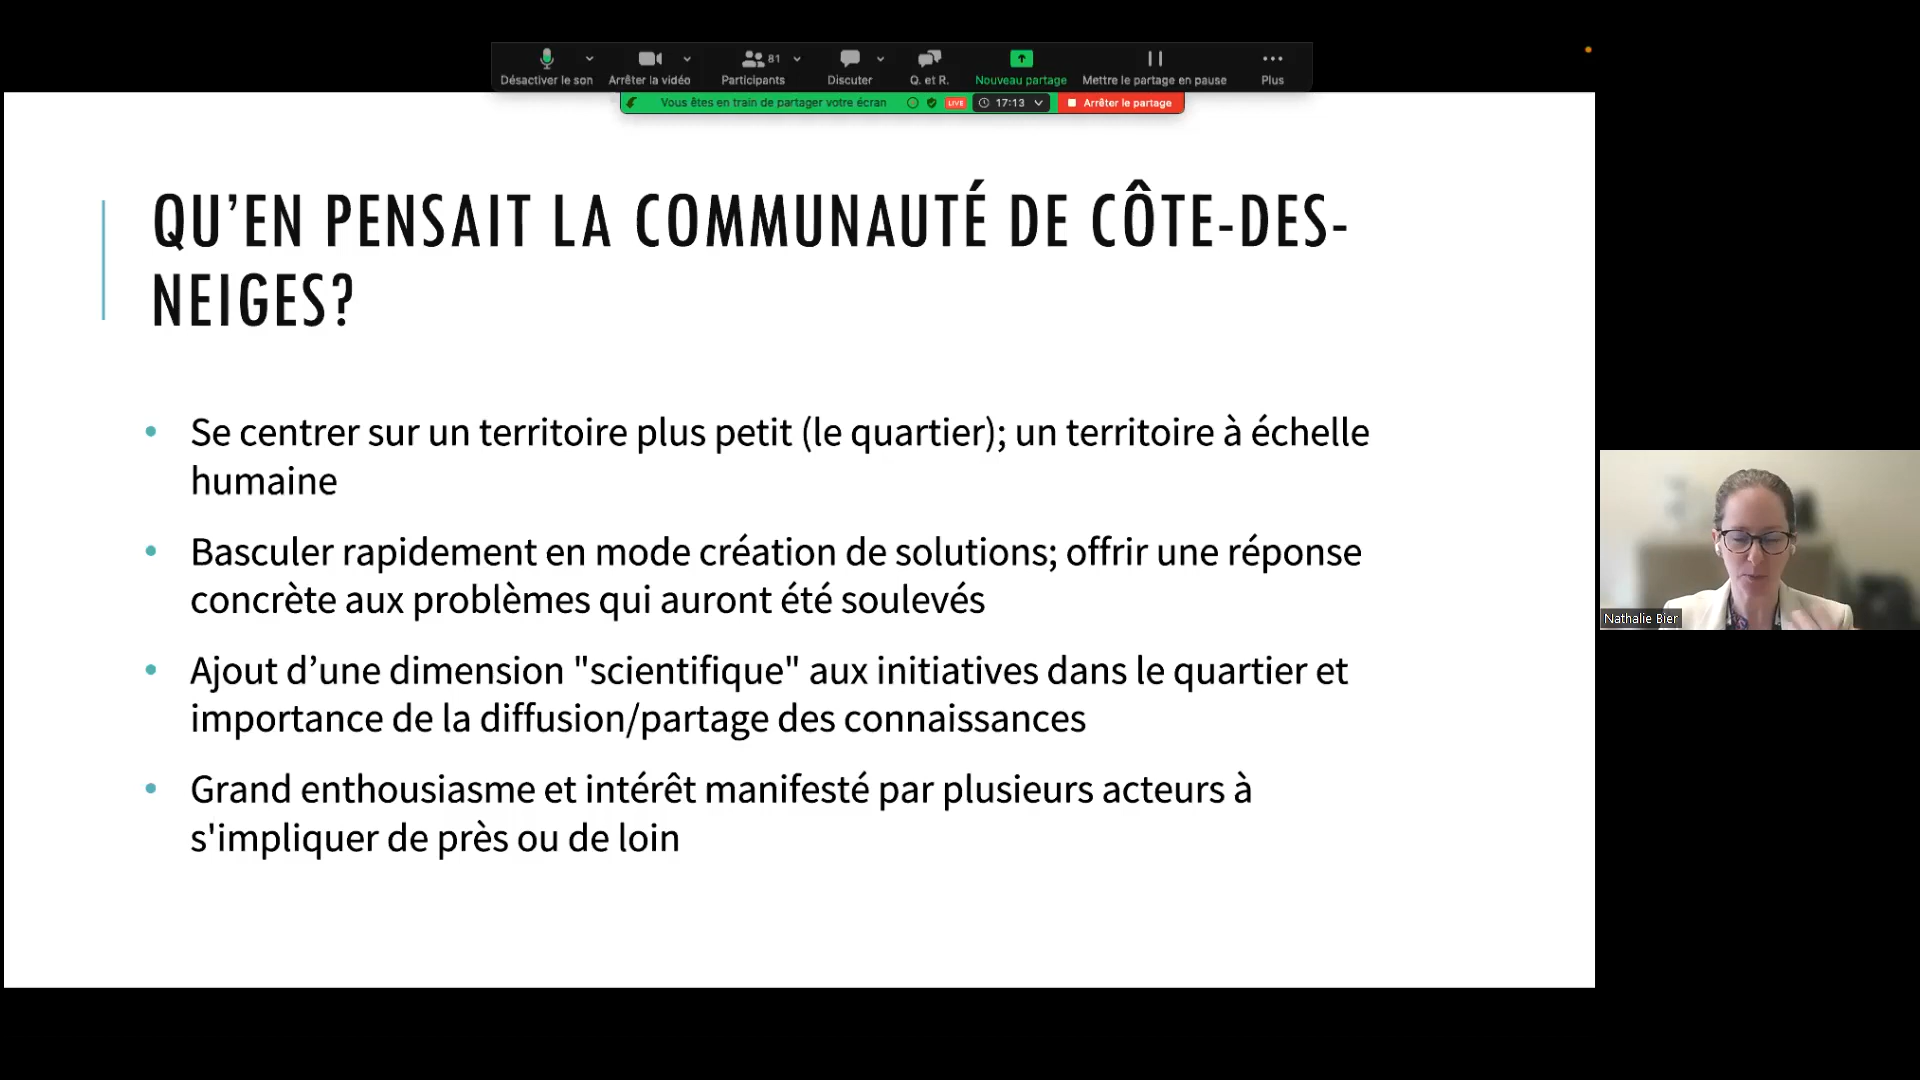 81
Désactiver le son
Arrêter la vidéo
Participants
Discuter
Q. et R.
Nouveau partage
Mettre le partage en pause
Plus
Vous êtes en train de partager votre écran
LIVE
17:13
Arrêter le partage
QU’EN PENSAIT LA COMMUNAUTÉ DE CÔTE-DES-
NEIGES?
• Se centrer sur un territoire plus petit (le quartier); un territoire à échelle
humaine
• Basculer rapidement en mode création de solutions; offrir une réponse
concrète aux problèmes qui auront été soulevés
• Ajout d’une dimension "scientifique" aux initiatives dans le quartier et
importance de la diffusion/partage des connaissances
• Grand enthousiasme et intérêt manifesté par plusieurs acteurs à
s'impliquer de près ou de loin
Nathalie Bier